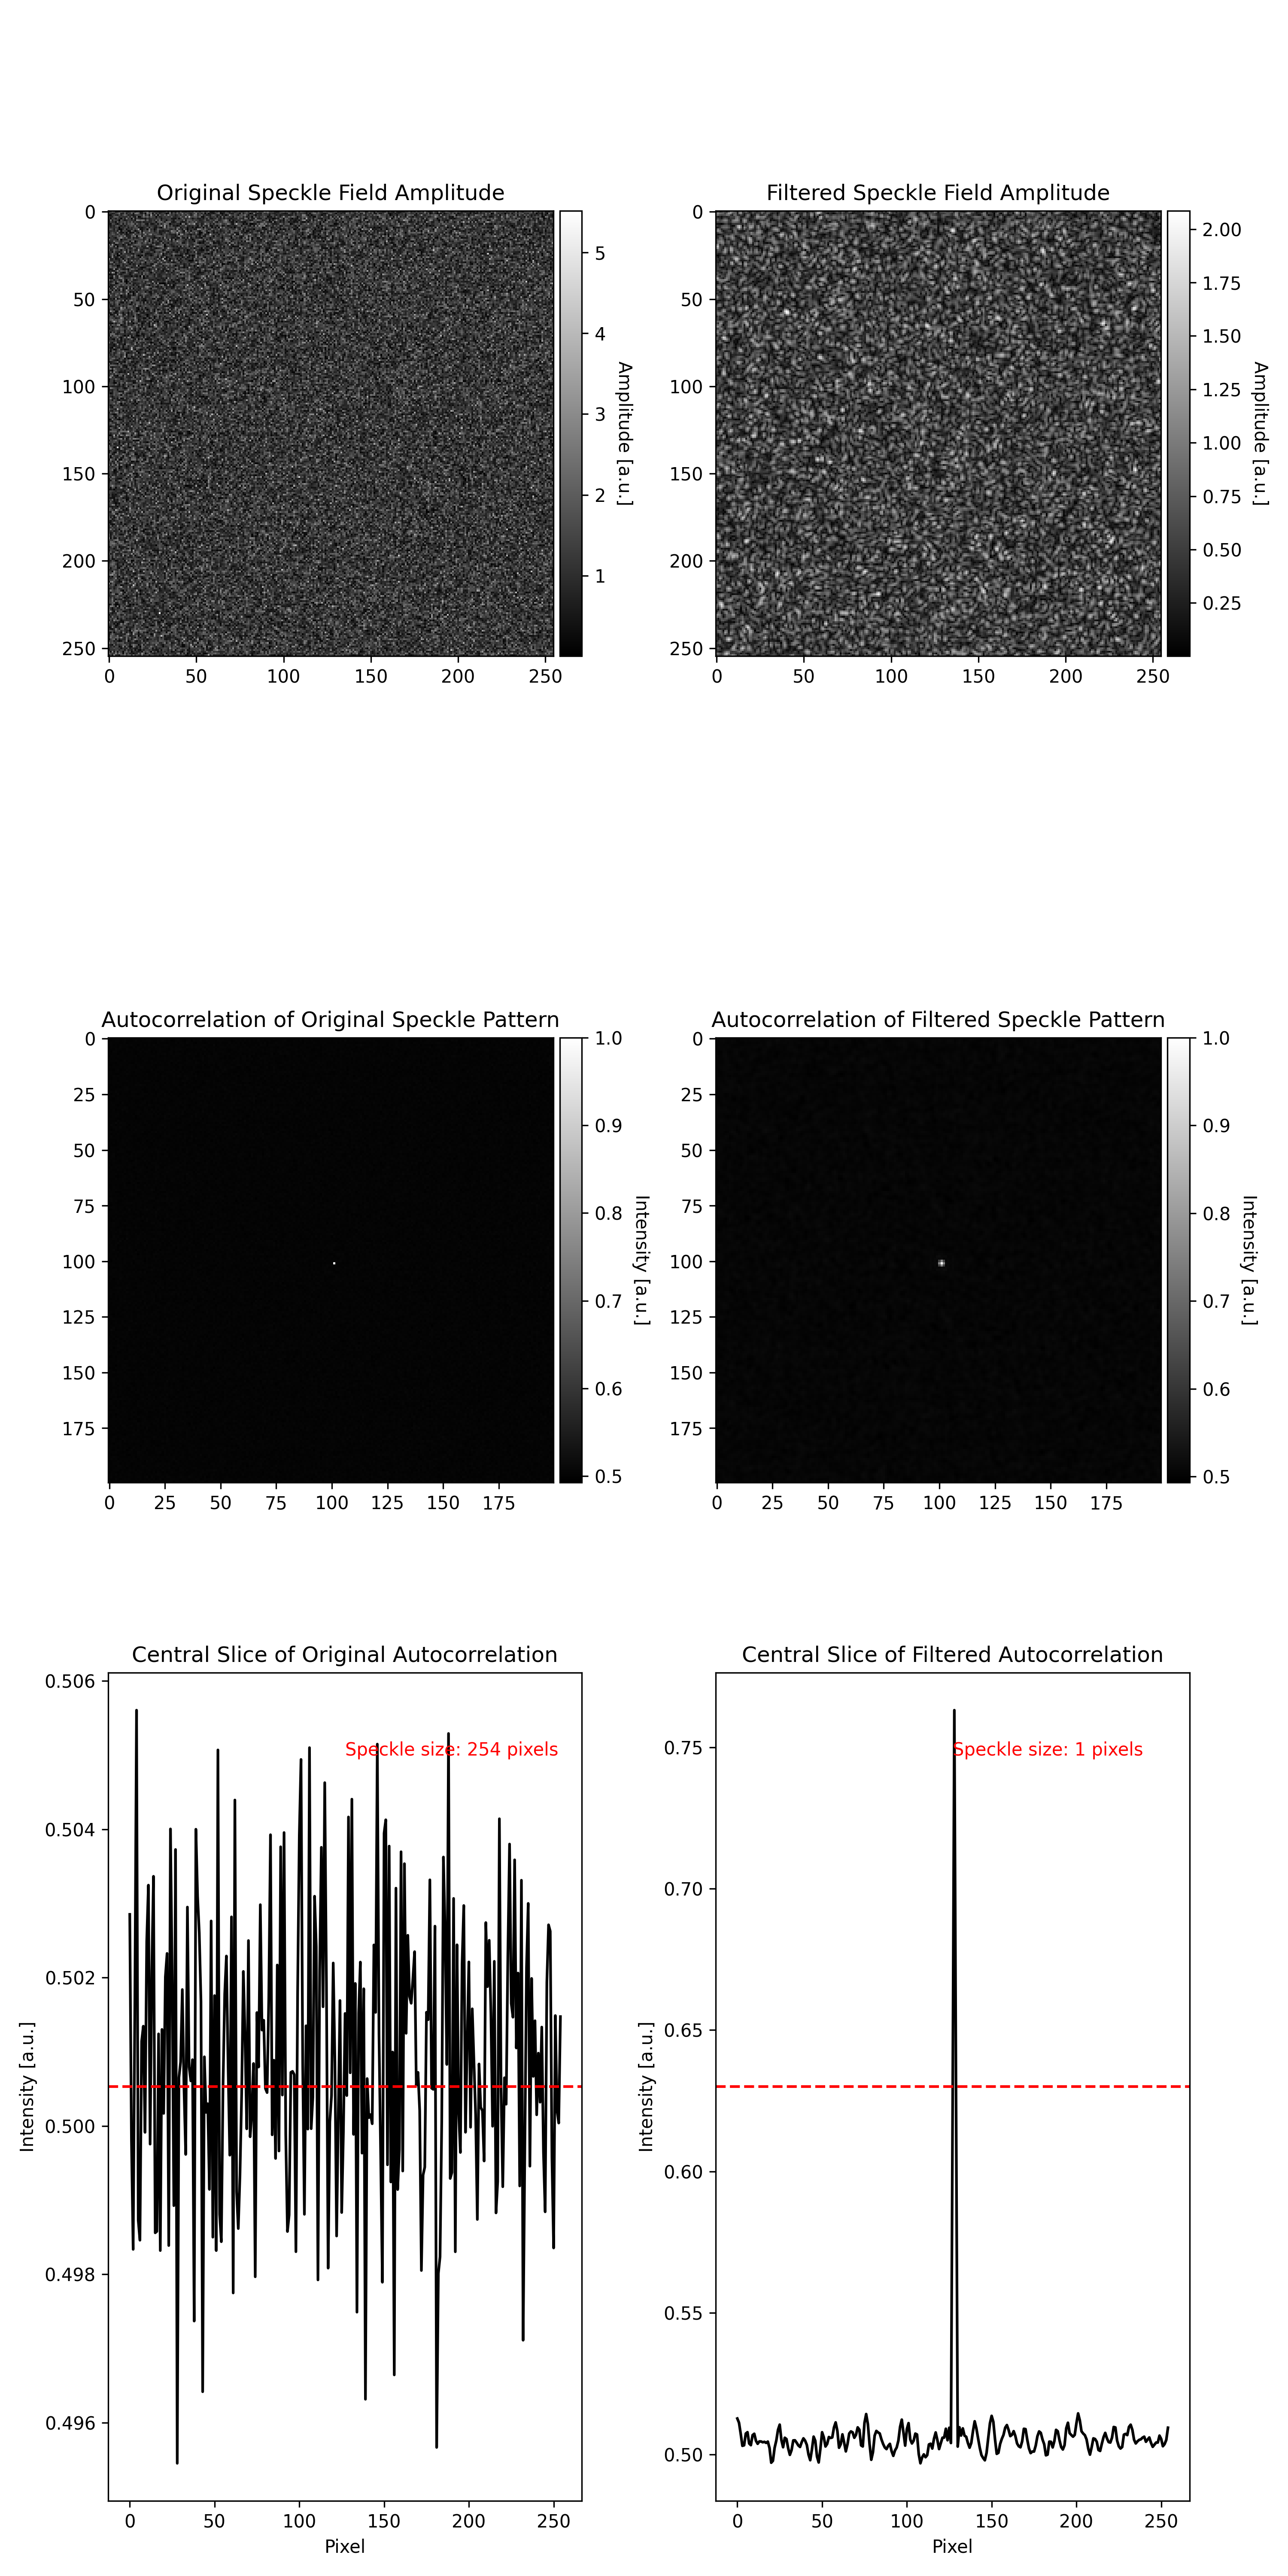 Original Speckle Field Amplitude
0
50
100
150
200
250
0 50 100 150 200 250
5
4
3
2
1
Amplitude [a.u.]
Filtered Speckle Field Amplitude
0
50
100
150
200
250
0 50 100 150 200 250
2.00
1.75
1.50
1.25
1.00
0.75
0.50
0.25
Amplitude [a.u.]
Autocorrelation of Original Speckle Pattern
0
25
50
75
100
125
150
175
0 25 50 75 100 125 150 175
1.0
0.9
0.8
0.7
0.6
0.5
Intensity [a.u.]
Autocorrelation of Filtered Speckle Pattern
0
25
50
75
100
125
150
175
0 25 50 75 100 125 150 175
1.0
0.9
0.8
0.7
0.6
0.5
Intensity [a.u.]
Central Slice of Original Autocorrelation
Speckle size: 254 pixels
0.506
0.504
0.502
0.500
0.498
0.496
Intensity [a.u.]
0 50 100 150 200 250
Pixel
Central Slice of Filtered Autocorrelation
Speckle size: 1 pixels
0.75
0.70
0.65
0.60
0.55
0.50
Intensity [a.u.]
0 50 100 150 200 250
Pixel